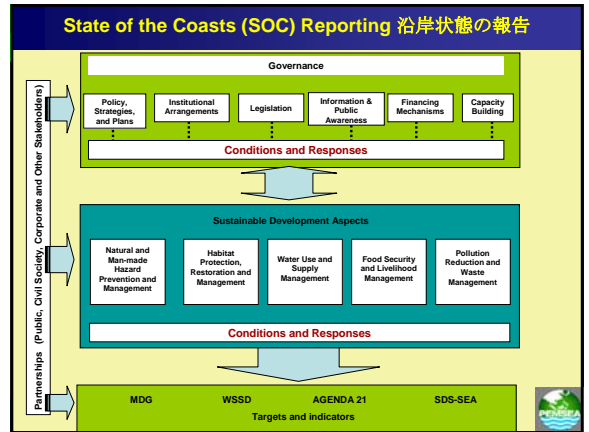 State of the Coasts (SOC) Reporting 沿岸状態の報告
Partnerships (Public, Civil Society, Corporate and Other Stakeholders)
Governance
Policy,
Strategies,
and Plans
Institutional
Arrangements
Legislation
Information &
Public
Awareness
Financing
Mechanisms
Capacity
Building
Conditions and Responses
Sustainable Development Aspects
Natural and
Man-made
Hazard
Prevention and
Management
Habitat
Protection,
Restoration and
Management
Water Use and
Supply
Management
Food Security
and Livelihood
Management
Pollution
Reduction and
Waste
Management
Conditions and Responses
MDG
WSSD
AGENDA 21
SDS-SEA
Targets and indicators
PEMSEA